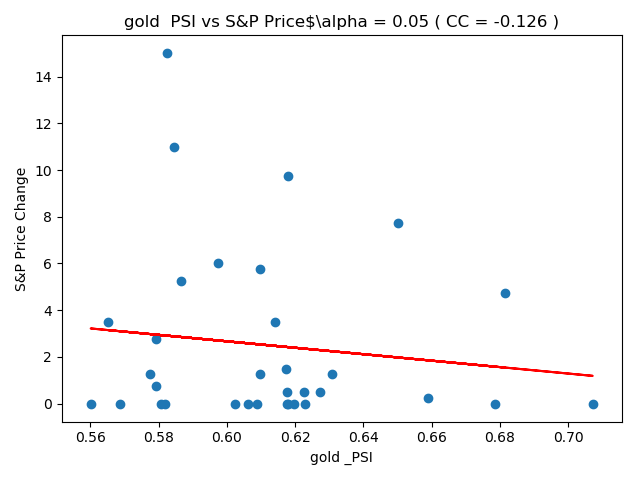 gold  PSI vs S&P Price$\alpha = 0.05 ( CC = -0.126 )
14
12
10
8
6
4
2
0
S&P Price Change
0.56 0.58 0.60 0.62 0.64 0.66 0.68 0.70
gold _PSI